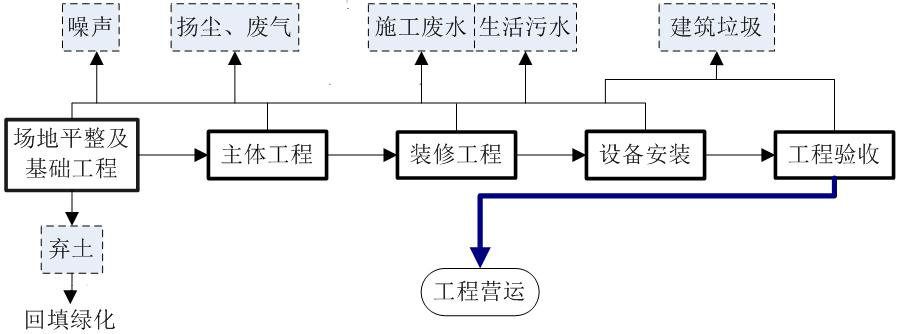 噪声
扬尘、废气
施工废水
生活污水
建筑垃圾
场地平整及
基础工程
主体工程
装修工程
设备安装
工程验收
弃土
工程营运
回填绿化